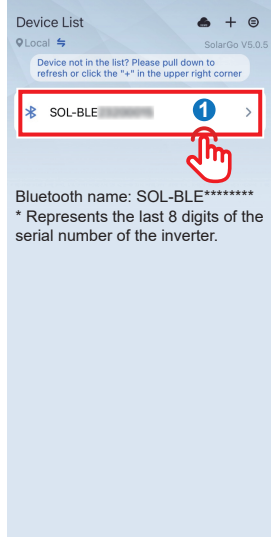 Device List
Local
SolarGo V5.0.5
Device not in the list? Please pull down to
refresh or click the "+" in the upper right corner
SOL-BLE
1
Bluetooth name: SOL-BLE********
* Represents the last 8 digits of the
serial number of the inverter.